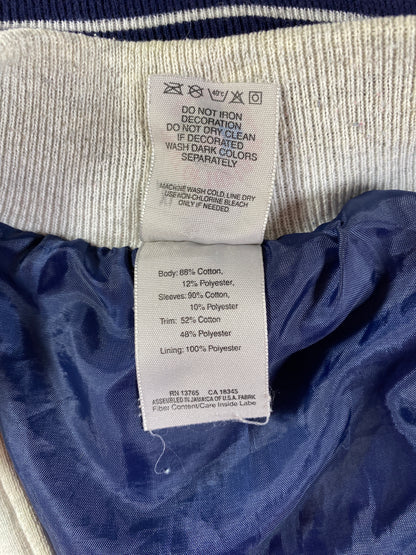 40°C
DO NOT IRON
DECORATION
DO NOT DRY CLEAN
IF DECORATED
WASH DARK COLORS
SEPARATELY
MACHINE WASH COLD, LINE DRY
USE NON-CHLORINE BLEACH
ONLY IF NEEDED
Body: 88% Cotton,
12% Polyester,
Sleeves: 90% Cotton,
10% Polyester,
Trim: 52% Cotton
48% Polyester
Lining: 100% Polyester
RN 13765 CA 18345
ASSEMBLED IN JAMAICA OF U.S.A. FABRIK
Fiber Content/Care Inside Labe